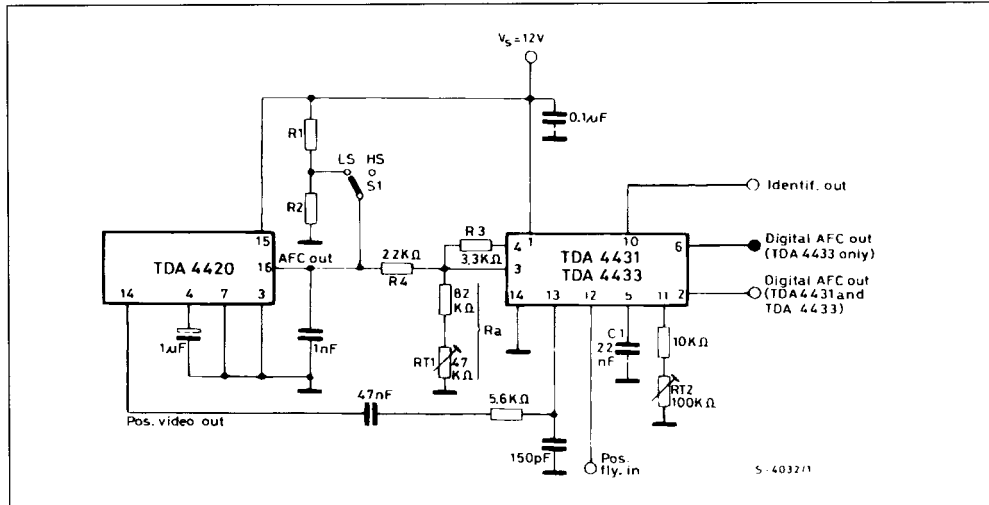 Vs=12V
0.1µF
R1
LS HS
S1
R2
Identif. out
15
AFC out
16
TDA 4420
14 4 7 3
1µF
1nF
22KΩ
R4
R3
3.3KΩ
4 1 10 6
3
TDA 4431
TDA 4433
14 13 12 5 11 2
Digital AFC out
(TDA 4433 only)
Digital AFC out
(TDA4431 and
TDA 4433)
82
KΩ
Ra
RT1
47
KΩ
C1
22
nF
10KΩ
RT2
100KΩ
47nF
5.6KΩ
Pos. video out
150pF
Pos.
fly. in
S-4032/1